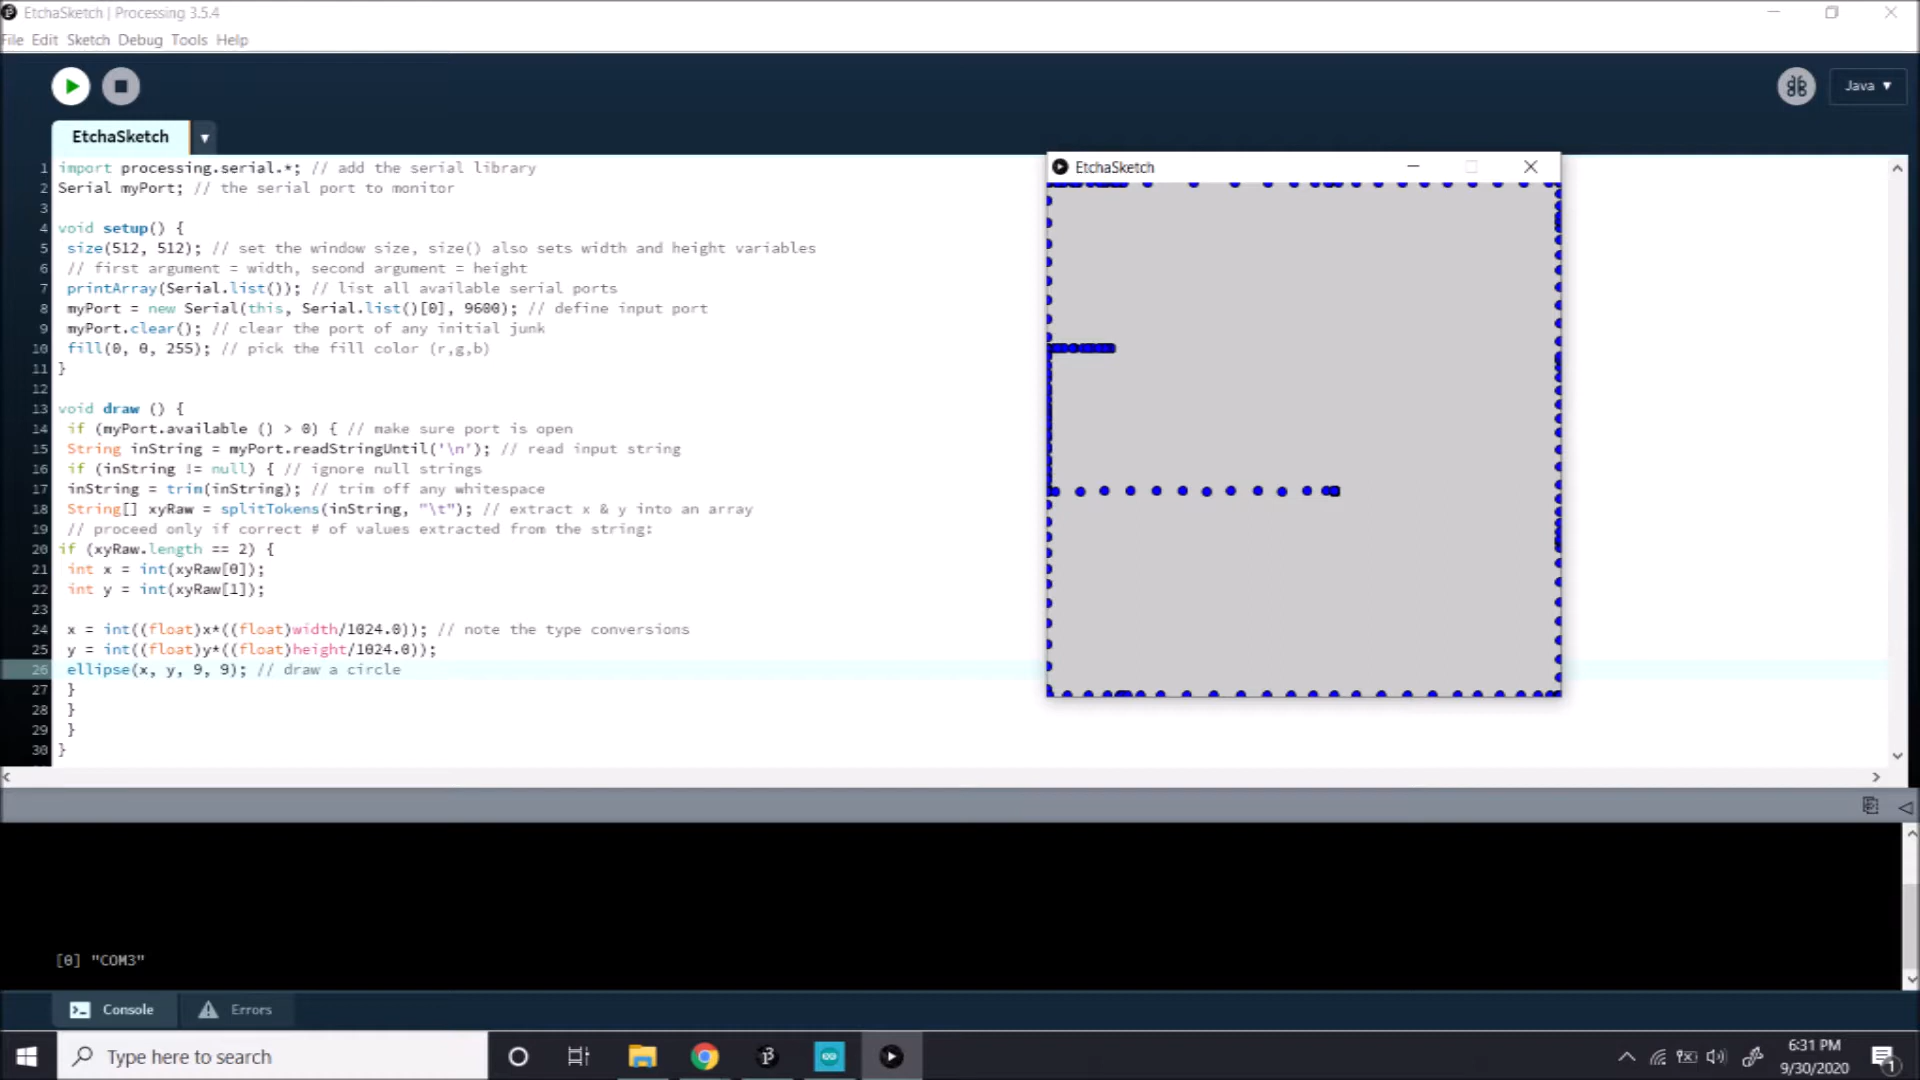 EtchaSketch | Processing 3.5.4
File Edit Sketch Debug Tools Help
Java ▼
EtchaSketch ▼
EtchaSketch
1 import processing.serial.*; // add the serial library
2 Serial myPort; // the serial port to monitor
3
4 void setup() {
5 size(512, 512); // set the window size, size() also sets width and height variables
6 // first argument = width, second argument = height
7 printArray(Serial.list()); // list all available serial ports
8 myPort = new Serial(this, Serial.list()[0], 9600); // define input port
9 myPort.clear(); // clear the port of any initial junk
10 fill(0, 0, 255); // pick the fill color (r,g,b)
11 }
12
13 void draw () {
14 if (myPort.available () > 0) { // make sure port is open
15 String inString = myPort.readStringUntil('\n'); // read input string
16 if (inString != null) { // ignore null strings
17 inString = trim(inString); // trim off any whitespace
18 String[] xyRaw = splitTokens(inString, "\t"); // extract x & y into an array
19 // proceed only if correct # of values extracted from the string:
20 if (xyRaw.length == 2) {
21 int x = int(xyRaw[0]);
22 int y = int(xyRaw[1]);
23
24 x = int((float)x*((float)width/1024.0)); // note the type conversions
25 y = int((float)y*((float)height/1024.0));
26 ellipse(x, y, 9, 9); // draw a circle
27 }
28 }
29 }
30 }
[0] "COM3"
Console Errors
Type here to search
6:31 PM
9/30/2020
1